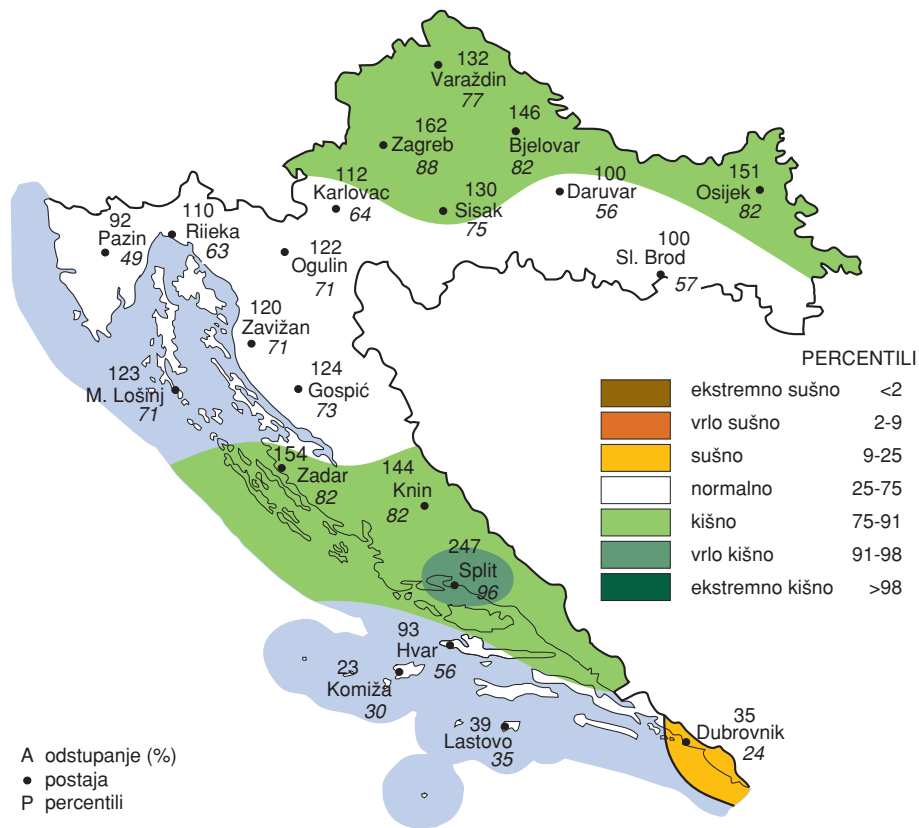 132
Varaždin
77
162
Zagreb
88
146
Bjelovar
82
112
Karlovac
64
130
Sisak
75
100
Daruvar
56
151
Osijek
82
92
Pazin
49
110
Riieka
63
122
Ogulin
71
100
Sl. Brod
57
120
Zavižan
71
123
M. Lošinj
71
124
Gospić
73
154
Zadar
82
144
Knin
82
247
Split
96
93
Hvar
56
23
Komiža
30
39
Lastovo
35
35
Dubrovnik
24
PERCENTILI
ekstremno sušno <2
vrlo sušno 2-9
sušno 9-25
normalno 25-75
kišno 75-91
vrlo kišno 91-98
ekstremno kišno >98
A odstupanje (%)
● postaja
P percentili